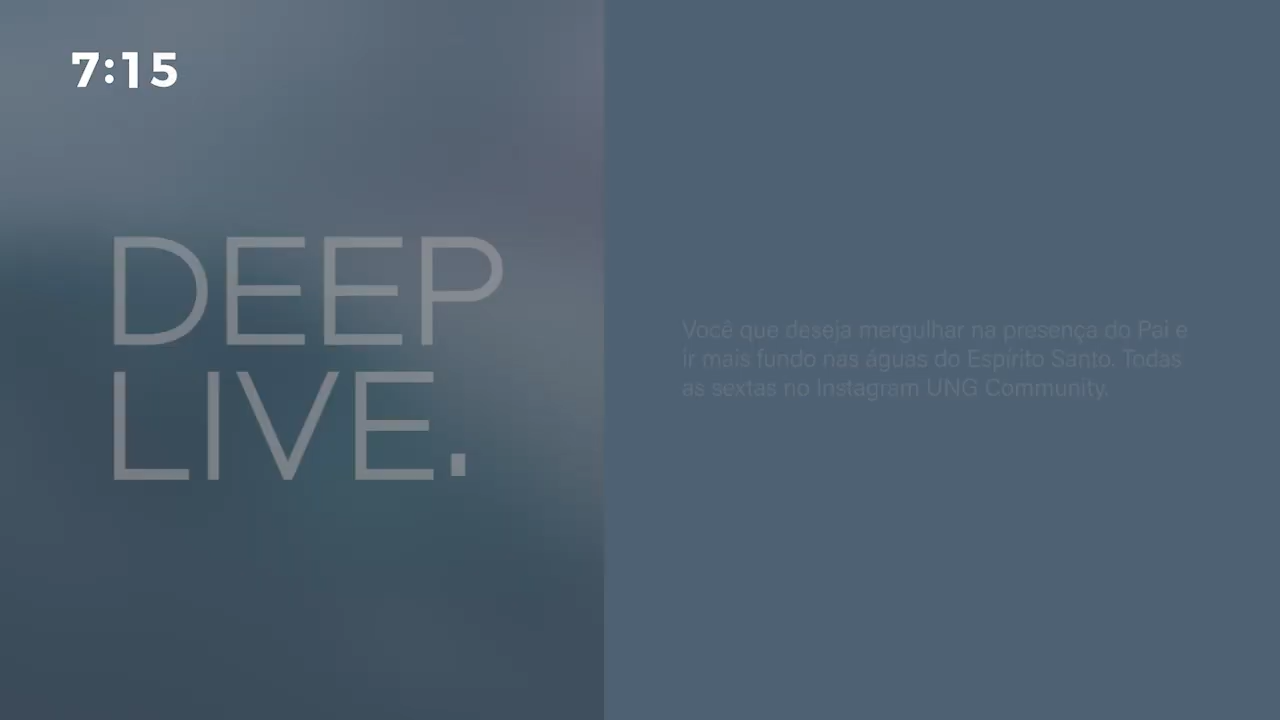 7:15
DEEP
LIVE.
Você que deseja mergulhar na presença do Pai e
ir mais fundo nas águas do Espírito Santo. Todas
as sextas no Instagram UNG Community.